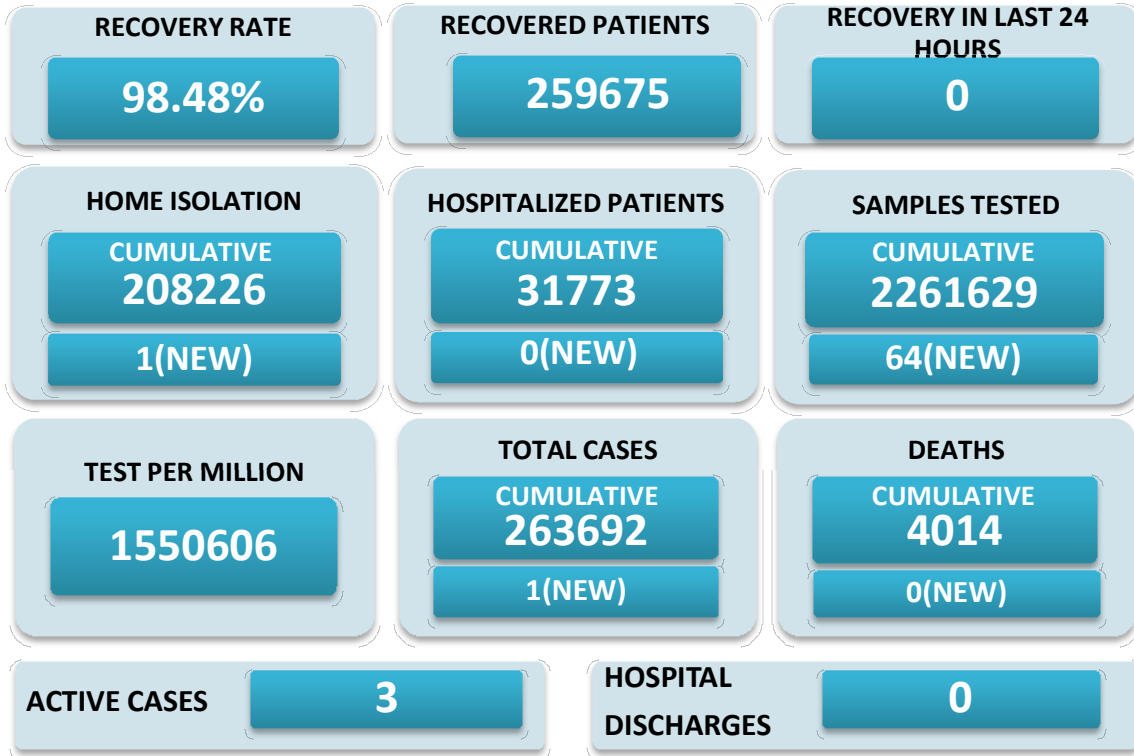 RECOVERY RATE
98.48%
RECOVERED PATIENTS
259675
RECOVERY IN LAST 24
HOURS
0
HOME ISOLATION
CUMULATIVE
208226
1(NEW)
HOSPITALIZED PATIENTS
CUMULATIVE
31773
0(NEW)
SAMPLES TESTED
CUMULATIVE
2261629
64(NEW)
TEST PER MILLION
1550606
TOTAL CASES
CUMULATIVE
263692
1(NEW)
DEATHS
CUMULATIVE
4014
0(NEW)
ACTIVE CASES
3
HOSPITAL
DISCHARGES
0